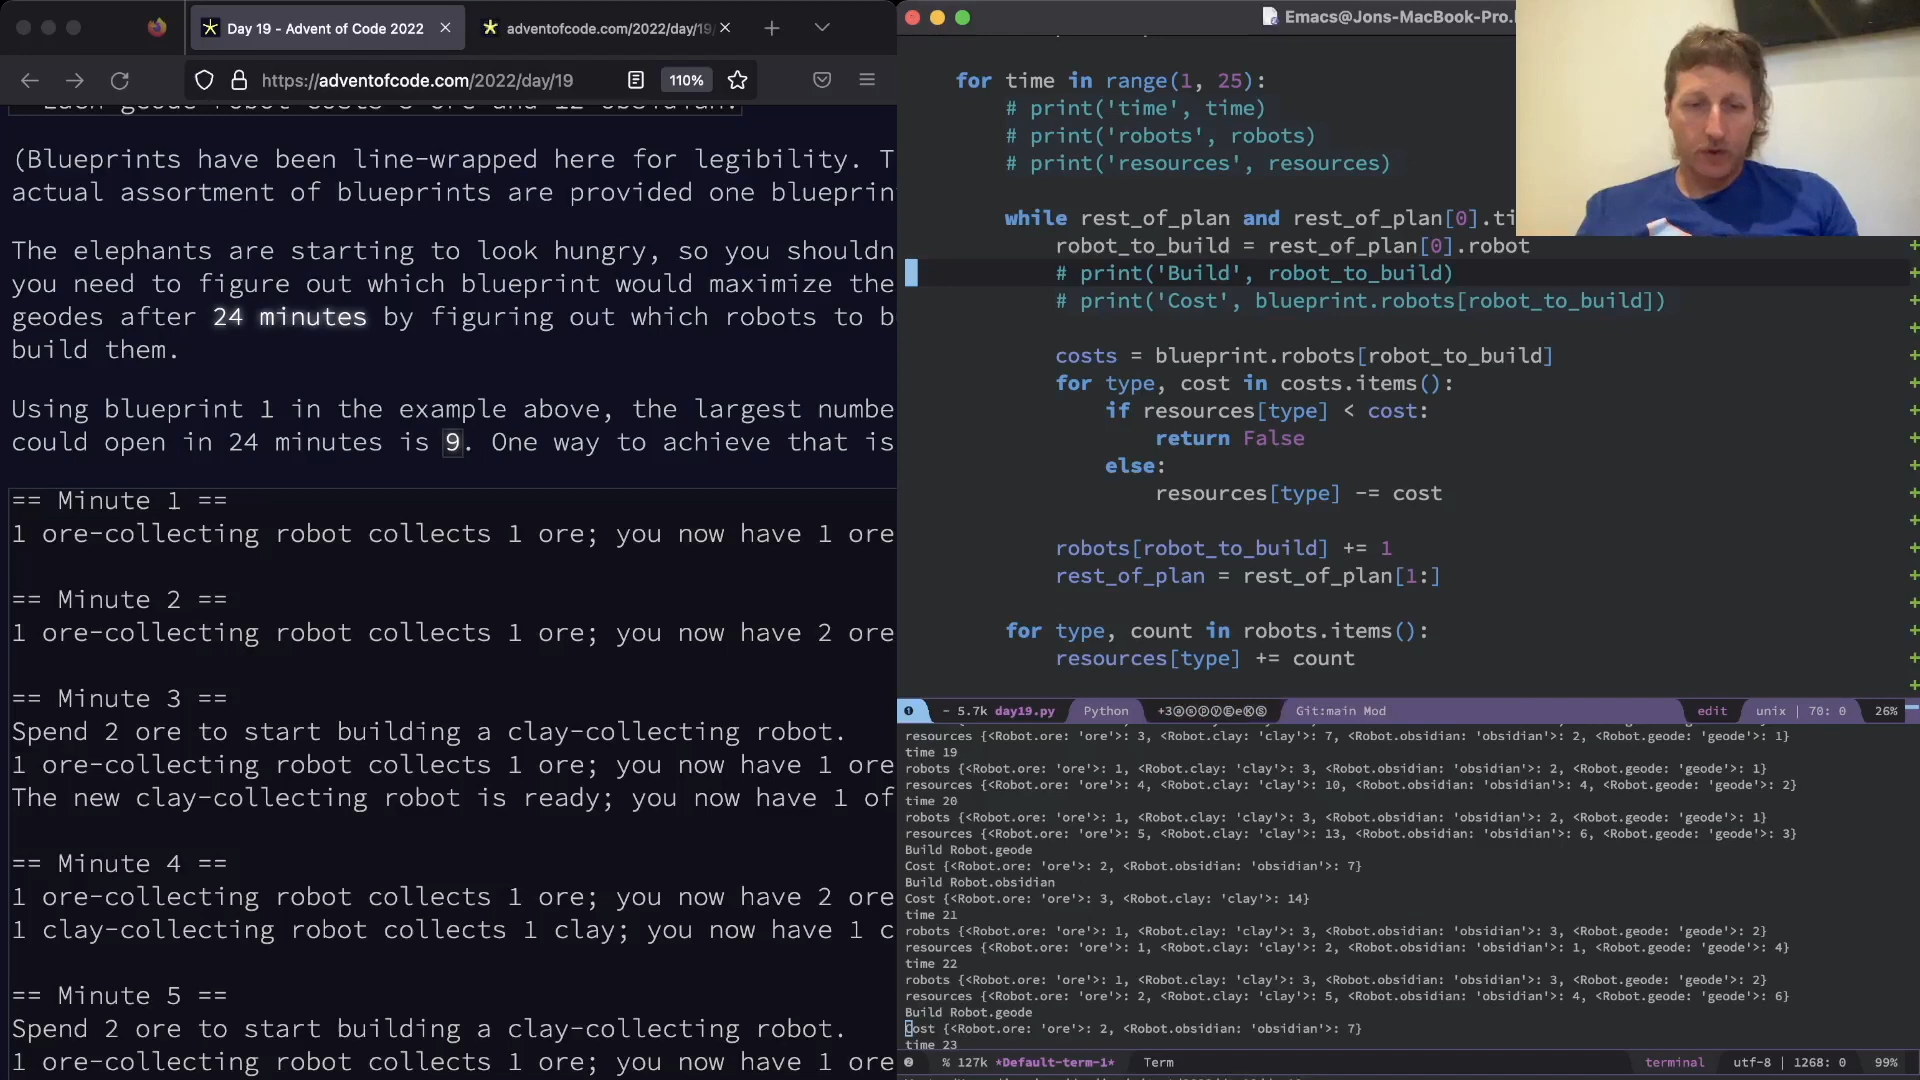 Day 19 - Advent of Code 2022
adventofcode.com/2022/day/19
https://adventofcode.com/2022/day/19
110%
Each geode robot costs 3 ore and 12 obsidian.
(Blueprints have been line-wrapped here for legibility. T
actual assortment of blueprints are provided one blueprin
The elephants are starting to look hungry, so you shouldn
you need to figure out which blueprint would maximize the
geodes after 24 minutes by figuring out which robots to b
build them.
Using blueprint 1 in the example above, the largest numbe
could open in 24 minutes is 9. One way to achieve that is
== Minute 1 ==
1 ore-collecting robot collects 1 ore; you now have 1 ore
== Minute 2 ==
1 ore-collecting robot collects 1 ore; you now have 2 ore
== Minute 3 ==
Spend 2 ore to start building a clay-collecting robot.
1 ore-collecting robot collects 1 ore; you now have 1 ore
The new clay-collecting robot is ready; you now have 1 of
== Minute 4 ==
1 ore-collecting robot collects 1 ore; you now have 2 ore
1 clay-collecting robot collects 1 clay; you now have 1 c
== Minute 5 ==
Spend 2 ore to start building a clay-collecting robot.
1 ore-collecting robot collects 1 ore; you now have 1 ore
Emacs@Jons-MacBook-Pro.
for time in range(1, 25):
# print('time', time)
# print('robots', robots)
# print('resources', resources)
while rest_of_plan and rest_of_plan[0].ti
robot_to_build = rest_of_plan[0].robot
# print('Build', robot_to_build)
# print('Cost', blueprint.robots[robot_to_build])
costs = blueprint.robots[robot_to_build]
for type, cost in costs.items():
if resources[type] < cost:
return False
else:
resources[type] -= cost
robots[robot_to_build] += 1
rest_of_plan = rest_of_plan[1:]
for type, count in robots.items():
resources[type] += count
- 5.7k day19.py Python Git:main Mod edit unix | 70: 0 26%
resources {<Robot.ore: 'ore'>: 3, <Robot.clay: 'clay'>: 7, <Robot.obsidian: 'obsidian'>: 2, <Robot.geode: 'geode'>: 1}
time 19
robots {<Robot.ore: 'ore'>: 1, <Robot.clay: 'clay'>: 3, <Robot.obsidian: 'obsidian'>: 2, <Robot.geode: 'geode'>: 1}
resources {<Robot.ore: 'ore'>: 4, <Robot.clay: 'clay'>: 10, <Robot.obsidian: 'obsidian'>: 4, <Robot.geode: 'geode'>: 2}
time 20
robots {<Robot.ore: 'ore'>: 1, <Robot.clay: 'clay'>: 3, <Robot.obsidian: 'obsidian'>: 2, <Robot.geode: 'geode'>: 1}
resources {<Robot.ore: 'ore'>: 5, <Robot.clay: 'clay'>: 13, <Robot.obsidian: 'obsidian'>: 6, <Robot.geode: 'geode'>: 3}
Build Robot.geode
Cost {<Robot.ore: 'ore'>: 2, <Robot.obsidian: 'obsidian'>: 7}
Build Robot.obsidian
Cost {<Robot.ore: 'ore'>: 3, <Robot.clay: 'clay'>: 14}
time 21
robots {<Robot.ore: 'ore'>: 1, <Robot.clay: 'clay'>: 3, <Robot.obsidian: 'obsidian'>: 3, <Robot.geode: 'geode'>: 2}
resources {<Robot.ore: 'ore'>: 1, <Robot.clay: 'clay'>: 2, <Robot.obsidian: 'obsidian'>: 1, <Robot.geode: 'geode'>: 4}
time 22
robots {<Robot.ore: 'ore'>: 1, <Robot.clay: 'clay'>: 3, <Robot.obsidian: 'obsidian'>: 3, <Robot.geode: 'geode'>: 2}
resources {<Robot.ore: 'ore'>: 2, <Robot.clay: 'clay'>: 5, <Robot.obsidian: 'obsidian'>: 4, <Robot.geode: 'geode'>: 6}
Build Robot.geode
Cost {<Robot.ore: 'ore'>: 2, <Robot.obsidian: 'obsidian'>: 7}
time 23
% 127k *Default-term-1* Term terminal utf-8 | 1268: 0 99%